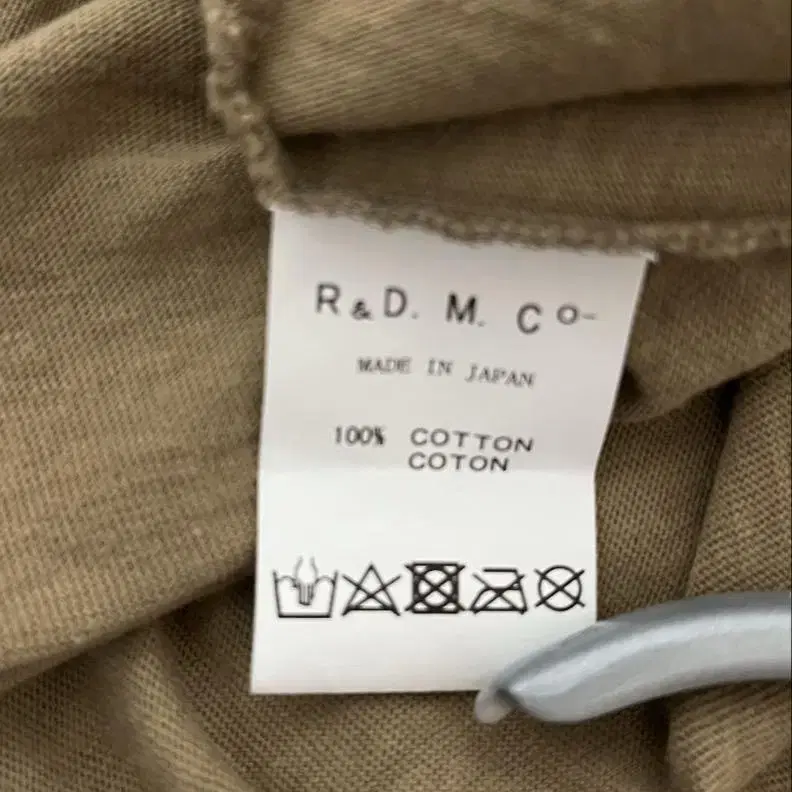 R & D. M. Co-
MADE IN JAPAN
100% COTTON
COTON